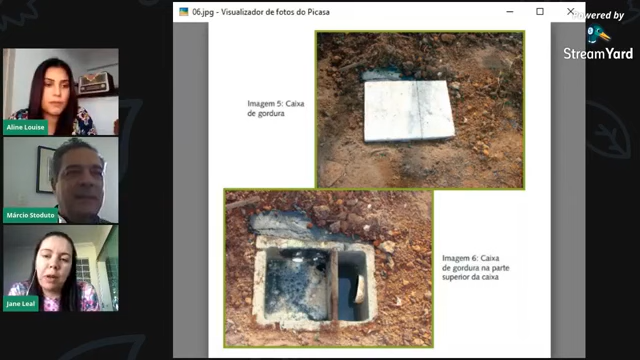 06.jpg - Visualizador de fotos do Picasa
Powered by
StreamYard
Imagem 5: Caixa
de gordura
Aline Louise
Márcio Stoduto
Jane Leal
Imagem 6: Caixa
de gordura na parte
superior da caixa